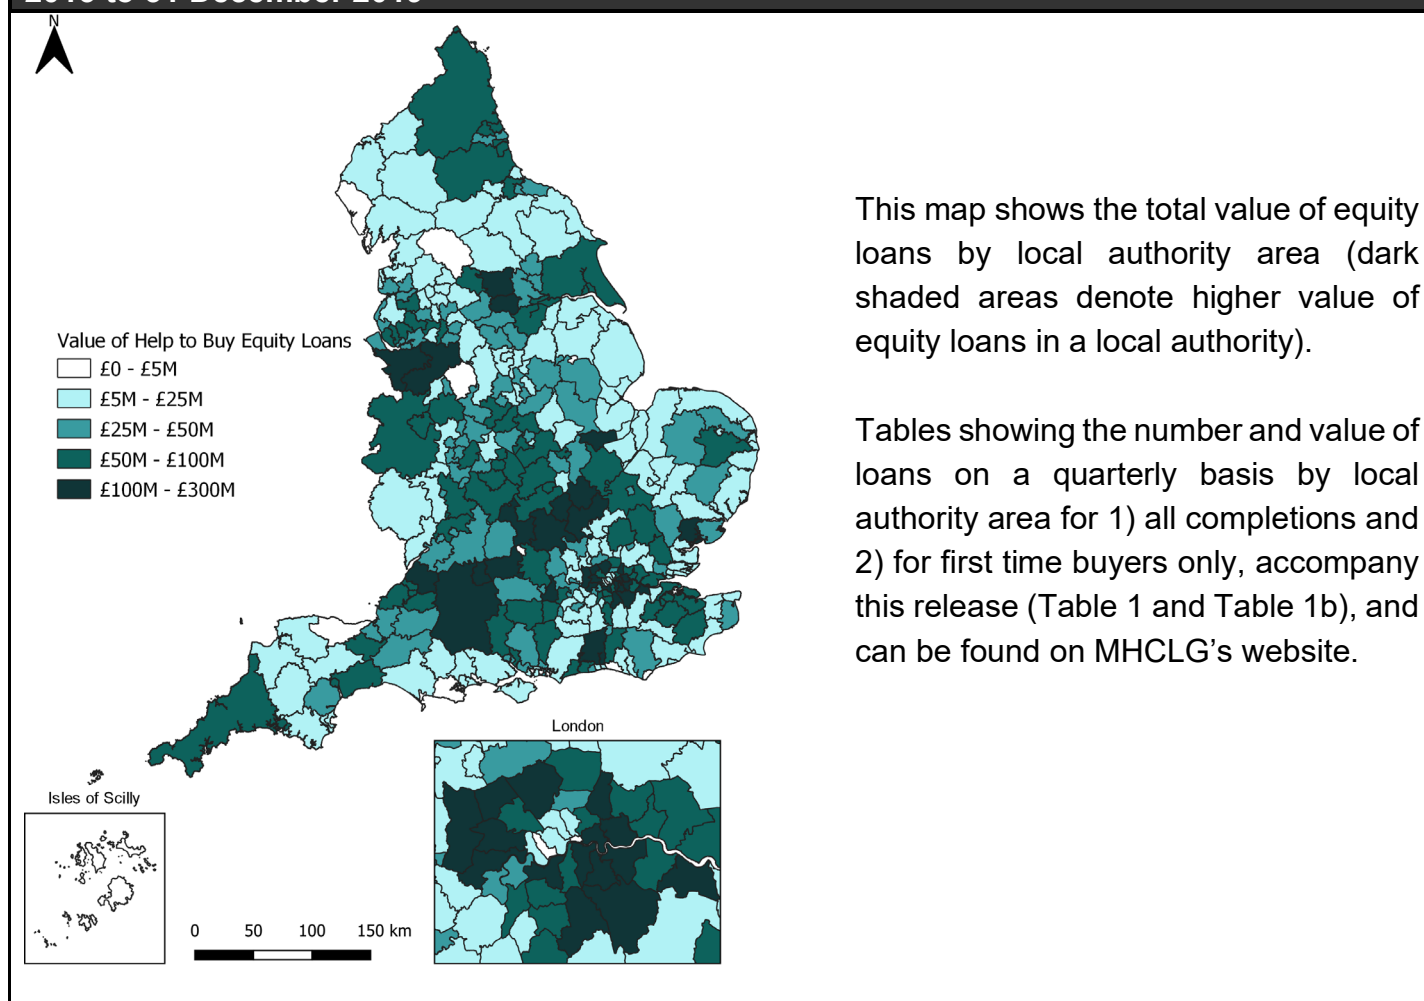 N
This map shows the total value of equity
loans by local authority area (dark
shaded areas denote higher value of
equity loans in a local authority).
Value of Help to Buy Equity Loans
£0 - £5M
£5M - £25M
£25M - £50M
£50M - £100M
£100M - £300M
Tables showing the number and value of
loans on a quarterly basis by local
authority area for 1) all completions and
2) for first time buyers only, accompany
this release (Table 1 and Table 1b), and
can be found on MHCLG’s website.
London
Isles of Scilly
0 50 100 150 km